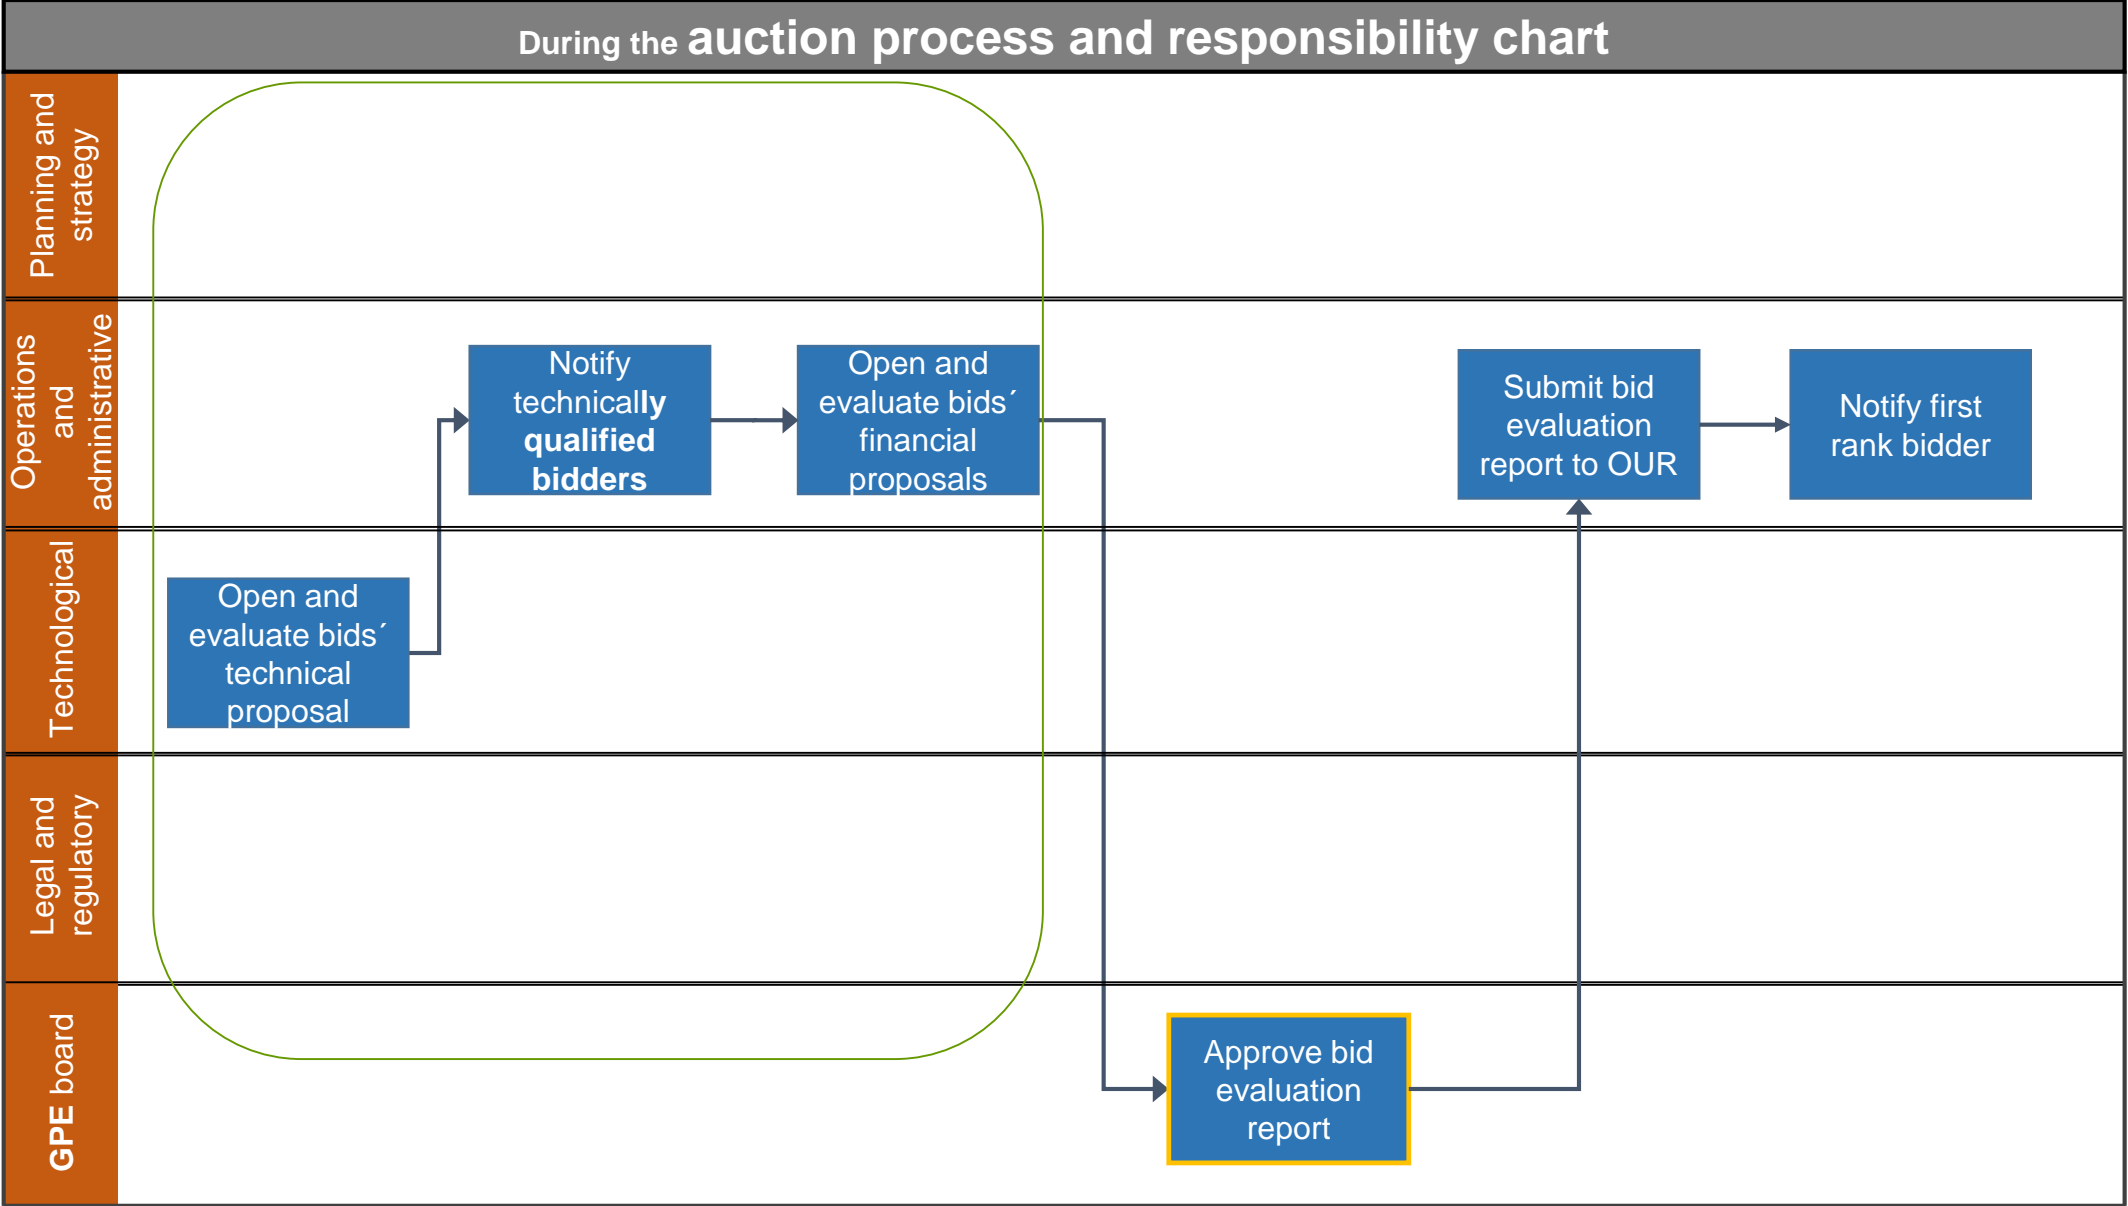 During the auction process and responsibility chart
Planning and
strategy
Operations
and
administrative
Notify
technically
qualified
bidders
Open and
evaluate bids´
financial
proposals
Submit bid
evaluation
report to OUR
Notify first
rank bidder
Technological
Open and
evaluate bids´
technical
proposal
Legal and
regulatory
GPE board
Approve bid
evaluation
report